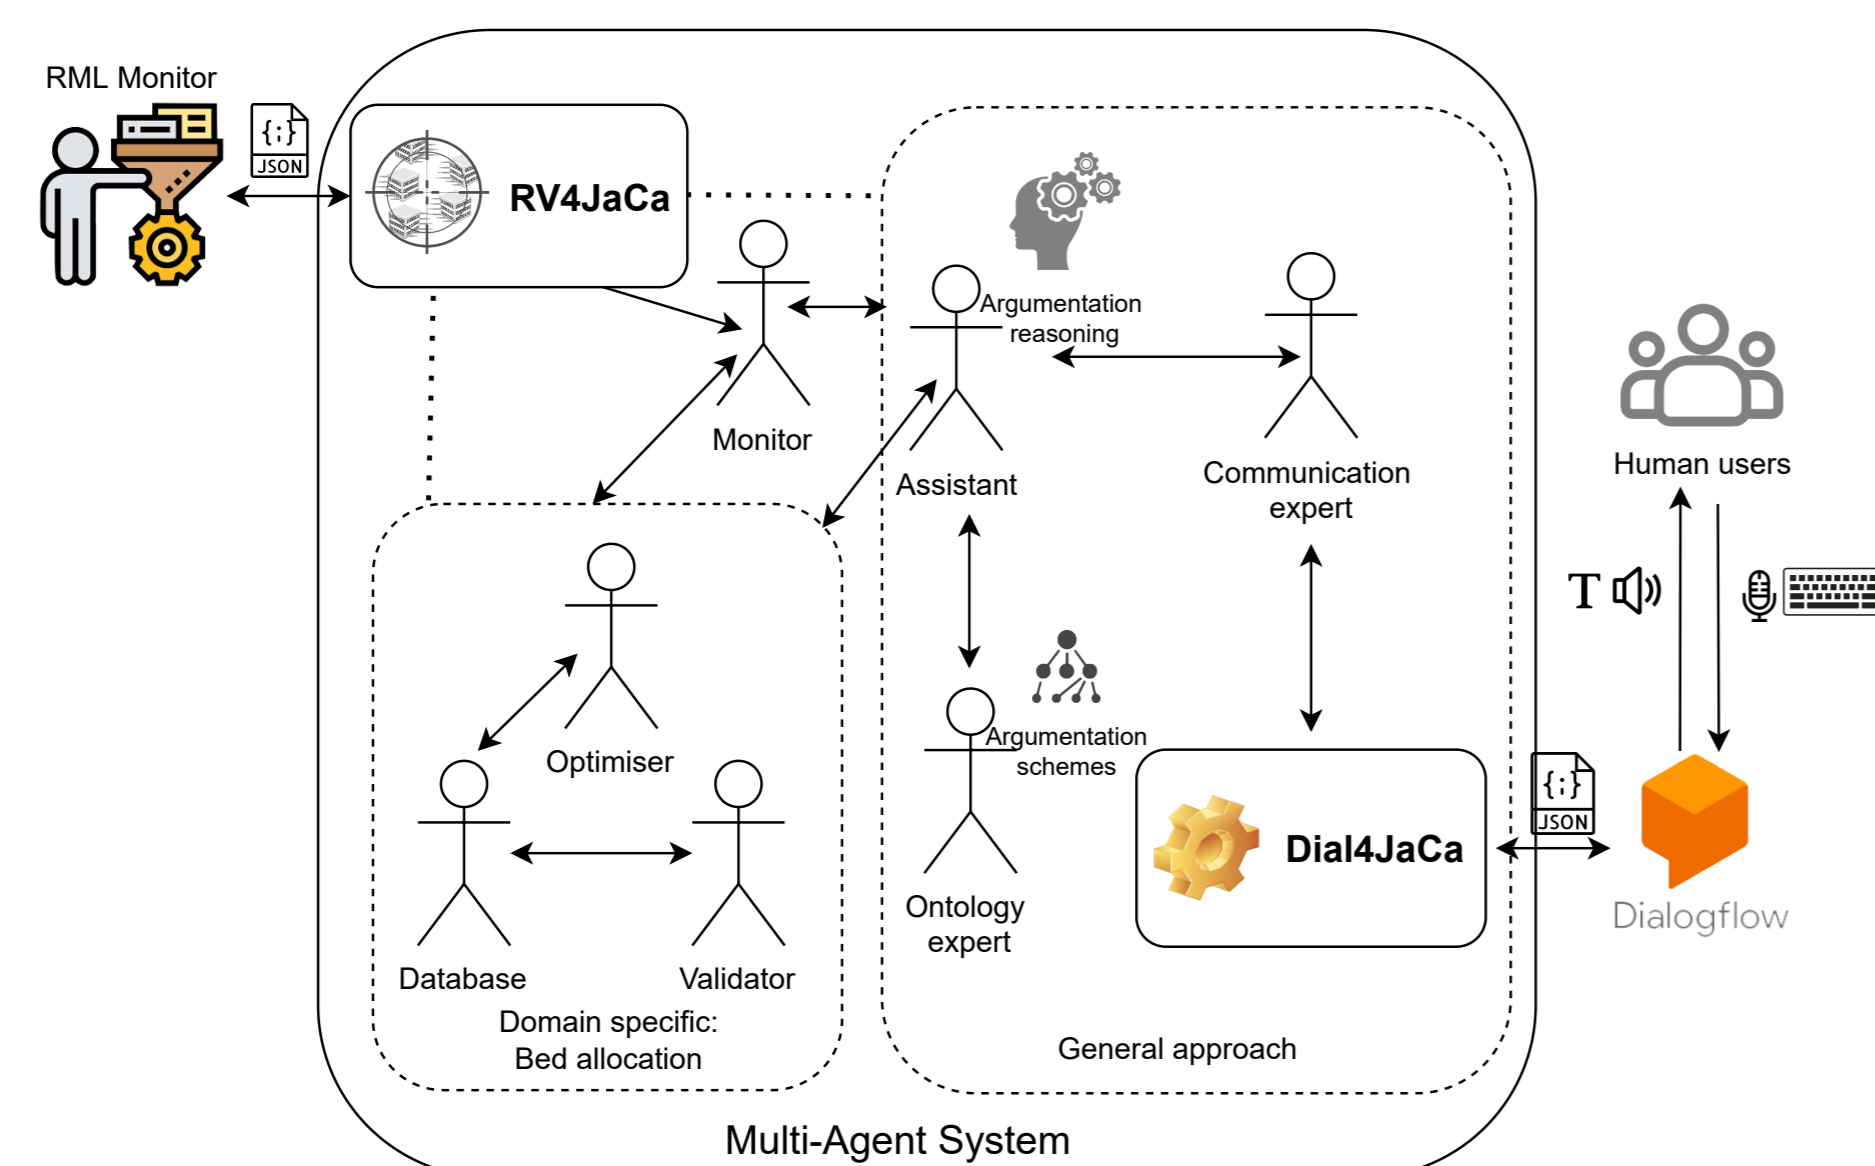 RML Monitor
{;}
JSON
RV4JaCa
Argumentation
reasoning
Monitor
Assistant
Communication
expert
Human users
T
Optimiser
Argumentation
schemes
Database
Validator
Ontology
expert
Dial4JaCa
{;}
JSON
Dialogflow
Domain specific:
Bed allocation
General approach
Multi-Agent System